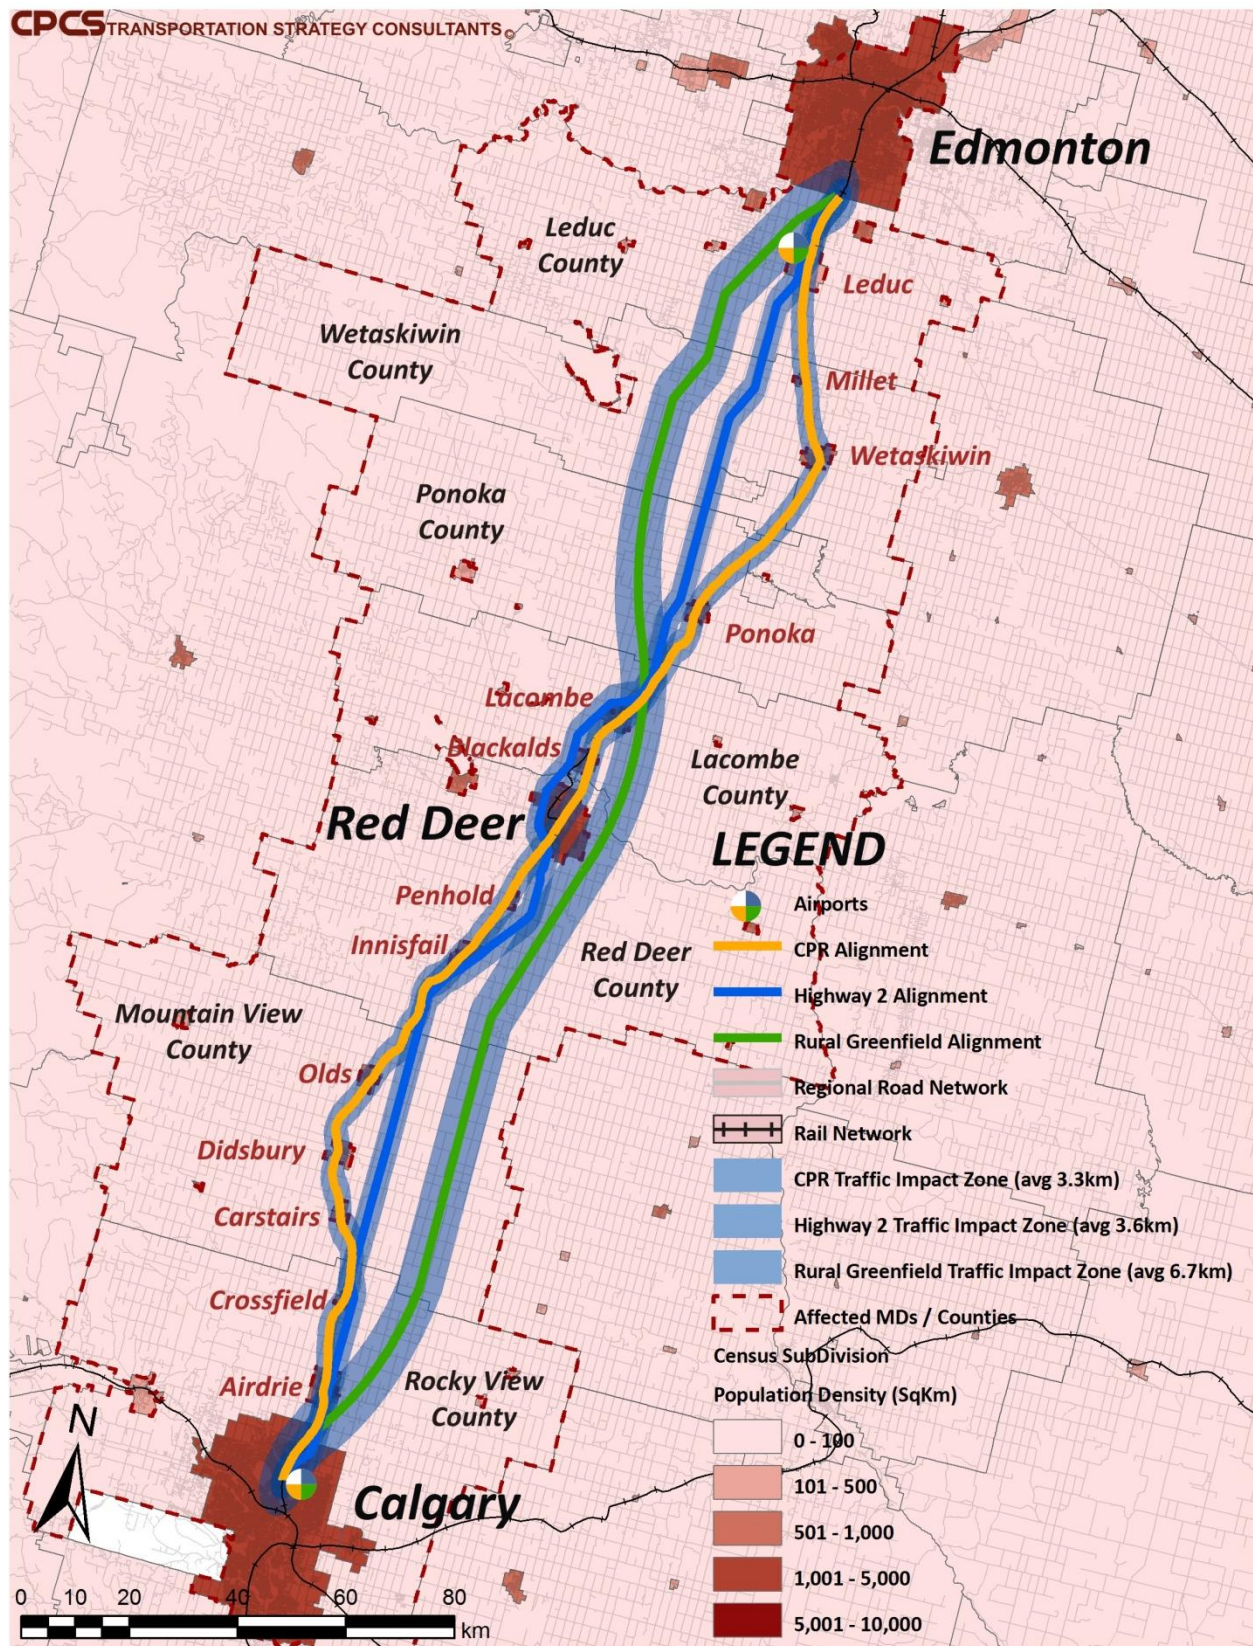 CPCS TRANSPORTATION STRATEGY CONSULTANTS©
Edmonton
Leduc
County
Leduc
Wetaskiwin
County
Millet
Wetaskiwin
Ponoka
County
Ponoka
Lacombe
Blackalds
Lacombe
County
Red Deer
LEGEND
Penhold
Airports
Innisfail
CPR Alignment
Red Deer
County
Highway 2 Alignment
Mountain View
County
Rural Greenfield Alignment
Olds
Regional Road Network
Rail Network
Didsbury
CPR Traffic Impact Zone (avg 3.3km)
Carstairs
Highway 2 Traffic Impact Zone (avg 3.6km)
Rural Greenfield Traffic Impact Zone (avg 6.7km)
Crossfield
Affected MDs / Counties
Census SubDivision
Airdrie
Rocky View
County
Population Density (SqKm)
N
0 - 100
101 - 500
Calgary
501 - 1,000
1,001 - 5,000
0 10 20 40 60 80
km
5,001 - 10,000